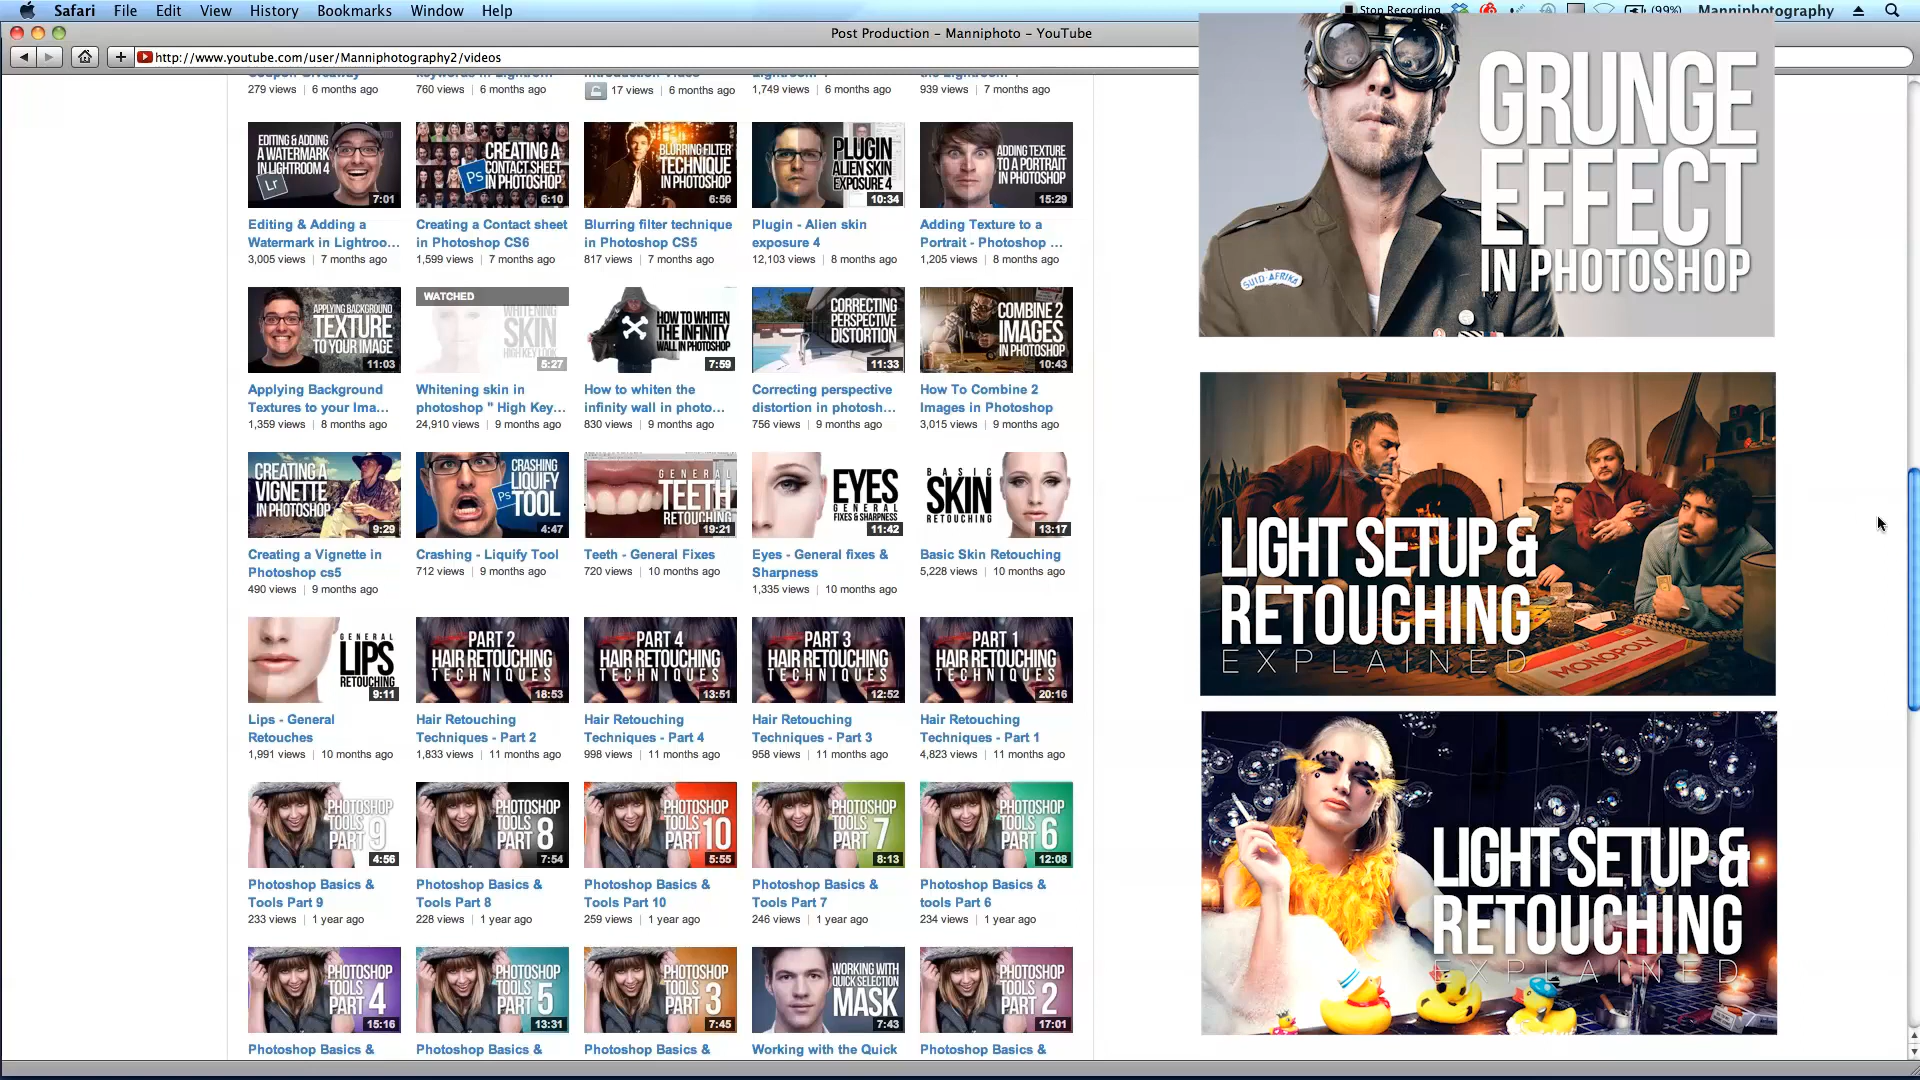 Safari File Edit View History Bookmarks Window Help
Stop Recording (99%) Manniphotography
Post Production – Manniphoto – YouTube
http://www.youtube.com/user/Manniphotography2/videos
279 views 6 months ago
760 views 6 months ago
17 views 6 months ago
1,749 views 6 months ago
939 views 7 months ago
EDITING & ADDING
A WATERMARK
IN LIGHTROOM 4
Lr
7:01
CREATING A
CONTACT SHEET
IN PHOTOSHOP
Ps
6:10
BLURRING FILTER
TECHNIQUE
IN PHOTOSHOP
6:56
PLUGIN
ALIEN SKIN
EXPOSURE 4
10:34
ADDING TEXTURE
TO A PORTRAIT
IN PHOTOSHOP
15:29
Editing & Adding a
Watermark in Lightroo...
3,005 views 7 months ago
Creating a Contact sheet
in Photoshop CS6
1,599 views 7 months ago
Blurring filter technique
in Photoshop CS5
817 views 7 months ago
Plugin - Alien skin
exposure 4
12,103 views 8 months ago
Adding Texture to a
Portrait - Photoshop ...
1,205 views 8 months ago
APPLYING BACKGROUND
TEXTURE
TO YOUR IMAGE
11:03
WATCHED
WHITENING
SKIN
HIGH KEY LOOK
5:27
HOW TO WHITEN
THE INFINITY
WALL IN PHOTOSHOP
7:59
CORRECTING
PERSPECTIVE
DISTORTION
11:33
COMBINE 2
IMAGES
IN PHOTOSHOP
10:43
Applying Background
Textures to your Ima...
1,359 views 8 months ago
Whitening skin in
photoshop " High Key...
24,910 views 9 months ago
How to whiten the
infinity wall in photo...
830 views 9 months ago
Correcting perspective
distortion in photosh...
756 views 9 months ago
How To Combine 2
Images in Photoshop
3,015 views 9 months ago
CREATING A
VIGNETTE
IN PHOTOSHOP
9:29
CRASHING
LIQUIFY
TOOL
Ps
4:47
GENERAL
TEETH
RETOUCHING
19:21
EYES
GENERAL
FIXES & SHARPNESS
11:42
BASIC
SKIN
RETOUCHING
13:17
Creating a Vignette in
Photoshop cs5
490 views 9 months ago
Crashing - Liquify Tool
712 views 9 months ago
Teeth - General Fixes
720 views 10 months ago
Eyes - General fixes &
Sharpness
1,335 views 10 months ago
Basic Skin Retouching
5,228 views 10 months ago
GENERAL
LIPS
RETOUCHING
9:11
PART 2
HAIR RETOUCHING
TECHNIQUES
18:53
PART 4
HAIR RETOUCHING
TECHNIQUES
13:51
PART 3
HAIR RETOUCHING
TECHNIQUES
12:52
PART 1
HAIR RETOUCHING
TECHNIQUES
20:16
Lips - General
Retouches
1,991 views 10 months ago
Hair Retouching
Techniques - Part 2
1,833 views 11 months ago
Hair Retouching
Techniques - Part 4
998 views 11 months ago
Hair Retouching
Techniques - Part 3
958 views 11 months ago
Hair Retouching
Techniques - Part 1
4,823 views 11 months ago
PHOTOSHOP
TOOLS
PART 9
4:56
PHOTOSHOP
TOOLS
PART 8
7:54
PHOTOSHOP
TOOLS
PART 10
5:55
PHOTOSHOP
TOOLS
PART 7
8:13
PHOTOSHOP
TOOLS
PART 6
12:08
Photoshop Basics &
Tools Part 9
233 views 1 year ago
Photoshop Basics &
Tools Part 8
228 views 1 year ago
Photoshop Basics &
Tools Part 10
259 views 1 year ago
Photoshop Basics &
Tools Part 7
246 views 1 year ago
Photoshop Basics &
tools Part 6
234 views 1 year ago
PHOTOSHOP
TOOLS
PART 4
15:16
PHOTOSHOP
TOOLS
PART 5
13:31
PHOTOSHOP
TOOLS
PART 3
7:45
WORKING WITH
QUICK SELECTION
MASK
7:43
PHOTOSHOP
TOOLS
PART 2
17:01
Photoshop Basics &
Photoshop Basics &
Photoshop Basics &
Working with the Quick
Photoshop Basics &
GRUNGE
EFFECT
IN PHOTOSHOP
SUID-AFRIKA
LIGHT SETUP &
RETOUCHING
EXPLAINED
MONOPOLY
LIGHT SETUP &
RETOUCHING
EXPLAINED